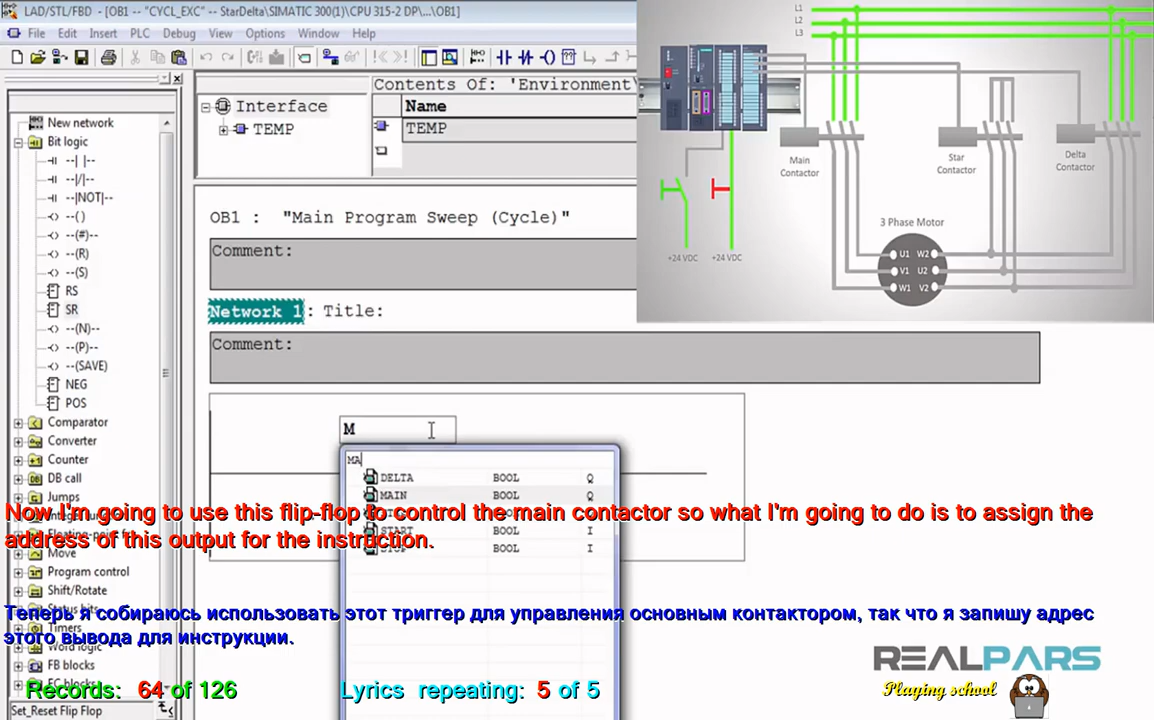 LAD/STL/FBD - [OB1 -- "CYCL_EXC" -- StarDelta\SIMATIC 300(1)\CPU 315-2 DP\...\OB1]
File Edit Insert PLC Debug View Options Window Help
New network
Bit logic
--| |--
--|/|--
--|NOT|--
--( )
--(#)--
--(R)
--(S)
RS
SR
--(N)--
--(P)--
--(SAVE)
NEG
POS
Comparator
Converter
Counter
DB call
Jumps
Move
Program control
Shift/Rotate
Status bits
Timers
Word logic
FB blocks
FC blocks
Set_Reset Flip Flop
Contents Of: 'Environment\
Interface
TEMP
Name
TEMP
OB1 : "Main Program Sweep (Cycle)"
Comment:
Network 1: Title:
Comment:
M
MA
DELTA BOOL Q
MAIN BOOL Q
START BOOL I
STOP BOOL I
L1
L2
L3
Main Contactor
Star Contactor
Delta Contactor
3 Phase Motor
U1 W2
V1 U2
W1 V2
+24 VDC +24 VDC
Now I'm going to use this flip-flop to control the main contactor so what I'm going to do is to assign the
address of this output for the instruction.
Теперь я собираюсь использовать этот триггер для управления основным контактором, так что я запишу адрес
этого вывода для инструкции.
REALPARS
Playing school
Records: 64 of 126 Lyrics repeating: 5 of 5